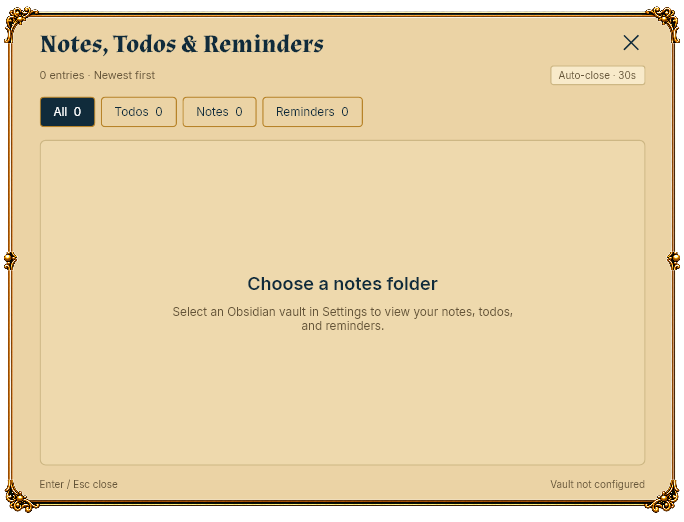 Notes, Todos & Reminders
0 entries · Newest first
Auto-close · 30s
All 0
Todos 0
Notes 0
Reminders 0
Choose a notes folder
Select an Obsidian vault in Settings to view your notes, todos,
and reminders.
Enter / Esc close
Vault not configured